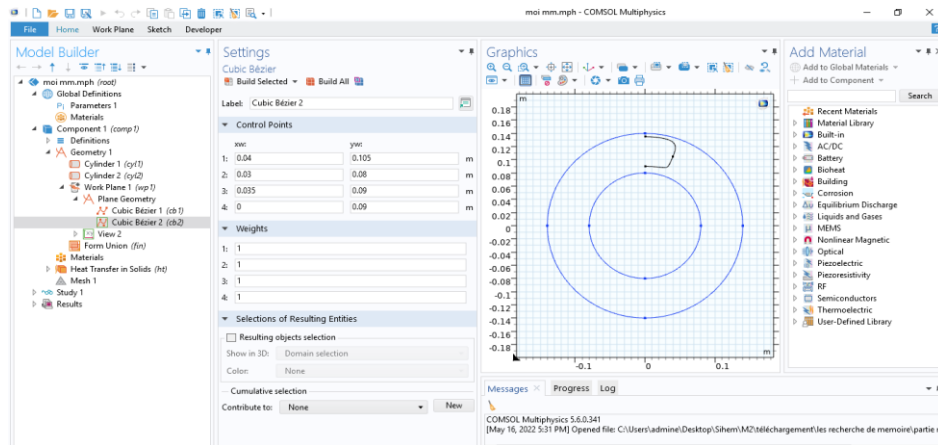 moi mm.mph - COMSOL Multiphysics
File Home Work Plane Sketch Developer
Model Builder
moi mm.mph (root)
Global Definitions
Pi Parameters 1
Materials
Component 1 (comp1)
Definitions
Geometry 1
Cylinder 1 (cyl1)
Cylinder 2 (cyl2)
Work Plane 1 (wp1)
Plane Geometry
Cubic Bézier 1 (cb1)
Cubic Bézier 2 (cb2)
View 2
Form Union (fin)
Materials
Heat Transfer in Solids (ht)
Mesh 1
Study 1
Results
Settings
Cubic Bézier
Build Selected Build All
Label: Cubic Bézier 2
Control Points
xw: yw:
1: 0.04 0.105 m
2: 0.03 0.08 m
3: 0.035 0.09 m
4: 0 0.09 m
Weights
1: 1
2: 1
3: 1
4: 1
Selections of Resulting Entities
Resulting objects selection
Show in 3D: Domain selection
Color: None
Cumulative selection
Contribute to: None New
Graphics
m
0.18
0.16
0.14
0.12
0.1
0.08
0.06
0.04
0.02
0
-0.02
-0.04
-0.06
-0.08
-0.1
-0.12
-0.14
-0.16
-0.18
m
-0.1 0 0.1
Messages Progress Log
COMSOL Multiphysics 5.6.0.341
[May 16, 2022 5:31 PM] Opened file: C:\Users\admine\Desktop\Sihem\M2\téléchargement\les recherche de memoire\partie
Add Material
Add to Global Materials
Add to Component
Search
Recent Materials
Material Library
Built-in
AC/DC
Battery
Bioheat
Building
Corrosion
Equilibrium Discharge
Liquids and Gases
MEMS
Nonlinear Magnetic
Optical
Piezoelectric
Piezoresistivity
RF
Semiconductors
Thermoelectric
User-Defined Library